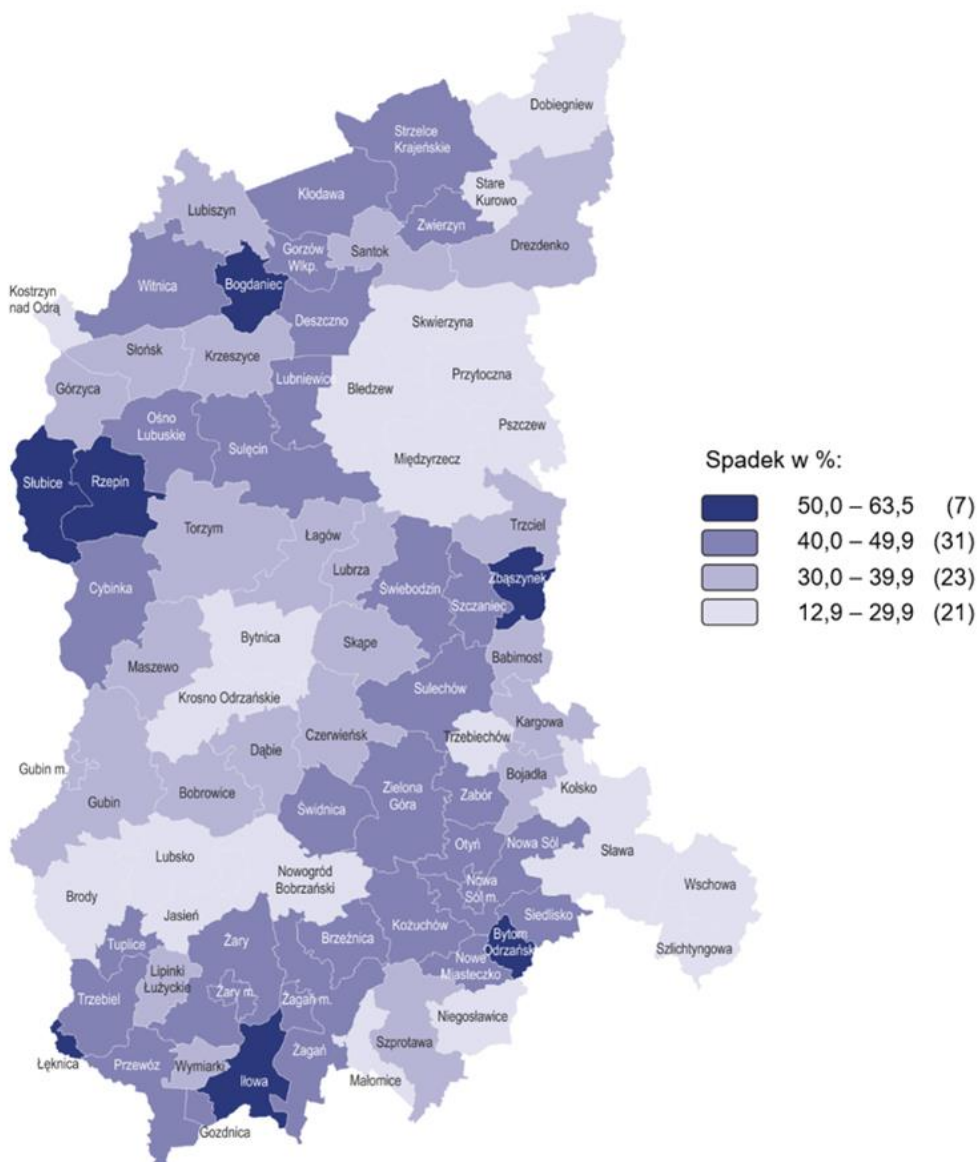 Dobiegniew
Strzelce
Krajeńskie
Stare
Kurowo
Kłodawa
Lubiszyn
Zwierzyn
Drezdenko
Gorzów
Wlkp.
Santok
Witnica
Bogdaniec
Kostrzyn
nad Odrą
Deszczno
Skwierzyna
Słońsk
Krzeszyce
Przytoczna
Górzyca
Lubniewice
Bledzew
Ośno
Lubuskie
Pszczew
Sulęcin
Międzyrzecz
Spadek w %:
Słubice
Rzepin
50,0 – 63,5 (7)
Torzym
Łagów
Trzciel
40,0 – 49,9 (31)
Lubrza
30,0 – 39,9 (23)
Cybinka
Świebodzin
Zbąszynek
Szczaniec
12,9 – 29,9 (21)
Bytnica
Skąpe
Maszewo
Babimost
Krosno Odrzańskie
Sulechów
Kargowa
Czerwieńsk
Trzebiechów
Dąbie
Gubin m.
Bojadła
Gubin
Bobrowice
Zielona
Góra
Kolsko
Świdnica
Zabór
Otyń
Nowa Sól
Sława
Lubsko
Nowogród
Bobrzański
Nowa
Sól m.
Wschowa
Brody
Jasień
Siedlisko
Kożuchów
Tuplice
Żary
Brzeźnica
Bytom
Odrzański
Szlichtyngowa
Nowe
Miasteczko
Lipinki
Łużyckie
Trzebiel
Żary m.
Żagań m.
Niegosławice
Szprotawa
Łęknica
Przewóz
Wymiarki
Żagań
Iłowa
Małomice
Gozdnica